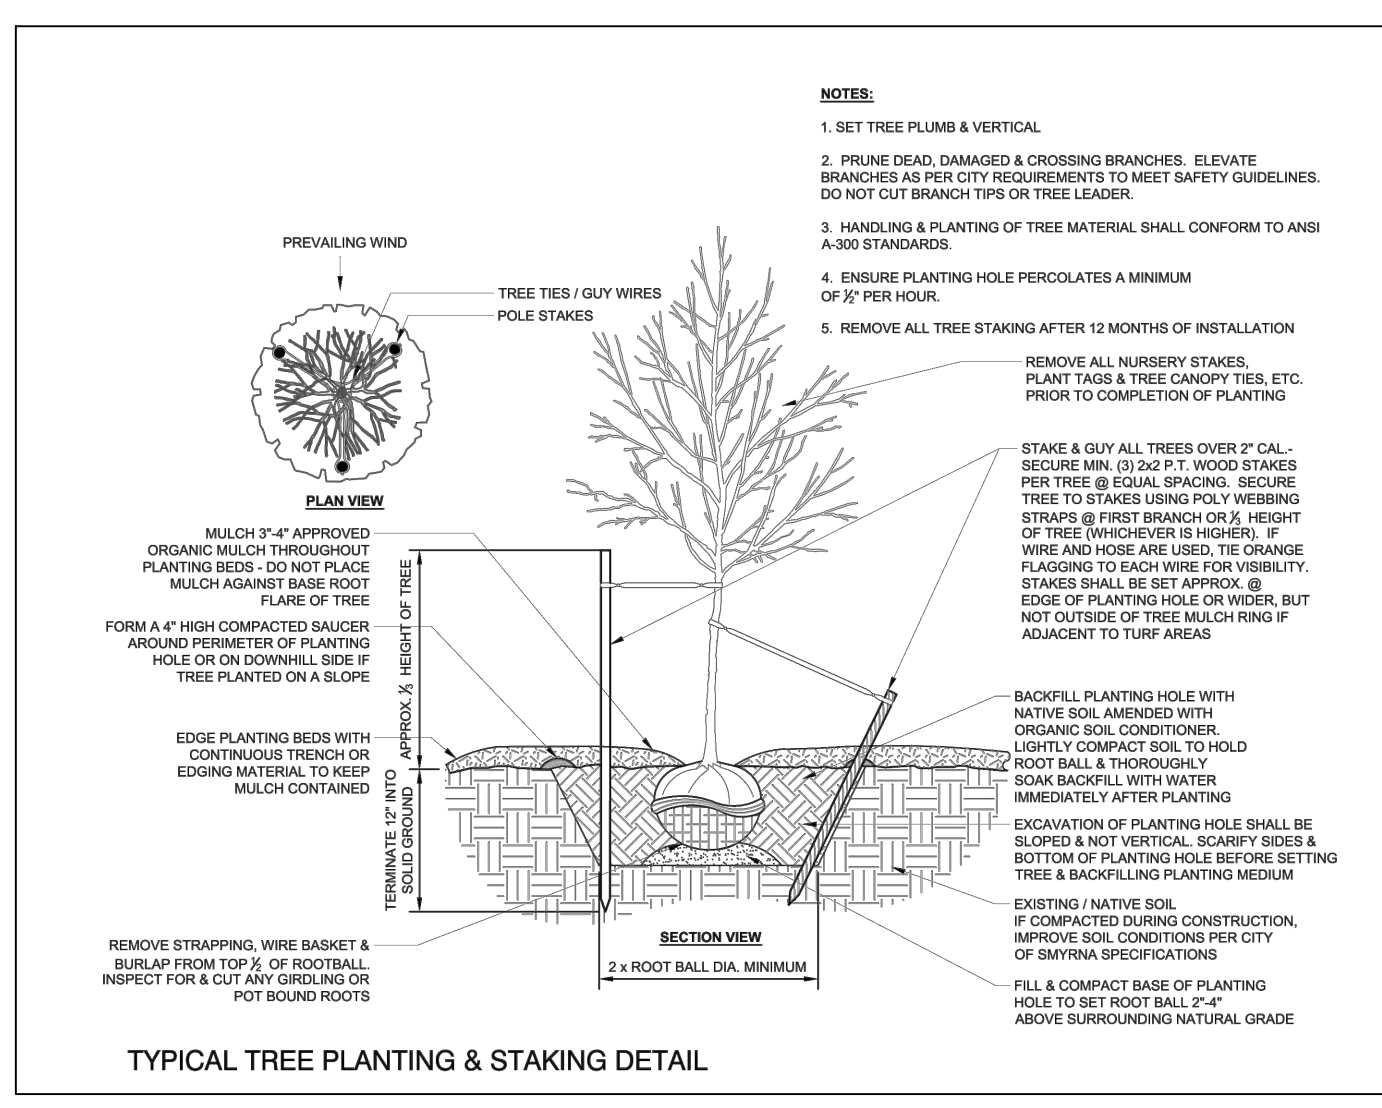 NOTES:
1. SET TREE PLUMB & VERTICAL
2. PRUNE DEAD, DAMAGED & CROSSING BRANCHES. ELEVATE
BRANCHES AS PER CITY REQUIREMENTS TO MEET SAFETY GUIDELINES.
DO NOT CUT BRANCH TIPS OR TREE LEADER.
3. HANDLING & PLANTING OF TREE MATERIAL SHALL CONFORM TO ANSI
A-300 STANDARDS.
4. ENSURE PLANTING HOLE PERCOLATES A MINIMUM
OF ½" PER HOUR.
5. REMOVE ALL TREE STAKING AFTER 12 MONTHS OF INSTALLATION
PREVAILING WIND
TREE TIES / GUY WIRES
POLE STAKES
PLAN VIEW
MULCH 3"-4" APPROVED
ORGANIC MULCH THROUGHOUT
PLANTING BEDS - DO NOT PLACE
MULCH AGAINST BASE ROOT
FLARE OF TREE
FORM A 4" HIGH COMPACTED SAUCER
AROUND PERIMETER OF PLANTING
HOLE OR ON DOWNHILL SIDE IF
TREE PLANTED ON A SLOPE
EDGE PLANTING BEDS WITH
CONTINUOUS TRENCH OR
EDGING MATERIAL TO KEEP
MULCH CONTAINED
REMOVE STRAPPING, WIRE BASKET &
BURLAP FROM TOP ½ OF ROOTBALL.
INSPECT FOR & CUT ANY GIRDLING OR
POT BOUND ROOTS
APPROX. ⅓ HEIGHT OF TREE
TERMINATE 12" INTO
SOLID GROUND
REMOVE ALL NURSERY STAKES,
PLANT TAGS & TREE CANOPY TIES, ETC.
PRIOR TO COMPLETION OF PLANTING
STAKE & GUY ALL TREES OVER 2" CAL.-
SECURE MIN. (3) 2x2 P.T. WOOD STAKES
PER TREE @ EQUAL SPACING. SECURE
TREE TO STAKES USING POLY WEBBING
STRAPS @ FIRST BRANCH OR ⅓ HEIGHT
OF TREE (WHICHEVER IS HIGHER). IF
WIRE AND HOSE ARE USED, TIE ORANGE
FLAGGING TO EACH WIRE FOR VISIBILITY.
STAKES SHALL BE SET APPROX. @
EDGE OF PLANTING HOLE OR WIDER, BUT
NOT OUTSIDE OF TREE MULCH RING IF
ADJACENT TO TURF AREAS
BACKFILL PLANTING HOLE WITH
NATIVE SOIL AMENDED WITH
ORGANIC SOIL CONDITIONER.
LIGHTLY COMPACT SOIL TO HOLD
ROOT BALL & THOROUGHLY
SOAK BACKFILL WITH WATER
IMMEDIATELY AFTER PLANTING
EXCAVATION OF PLANTING HOLE SHALL BE
SLOPED & NOT VERTICAL. SCARIFY SIDES &
BOTTOM OF PLANTING HOLE BEFORE SETTING
TREE & BACKFILLING PLANTING MEDIUM
EXISTING / NATIVE SOIL
IF COMPACTED DURING CONSTRUCTION,
IMPROVE SOIL CONDITIONS PER CITY
OF SMYRNA SPECIFICATIONS
FILL & COMPACT BASE OF PLANTING
HOLE TO SET ROOT BALL 2"-4"
ABOVE SURROUNDING NATURAL GRADE
SECTION VIEW
2 x ROOT BALL DIA. MINIMUM
TYPICAL TREE PLANTING & STAKING DETAIL